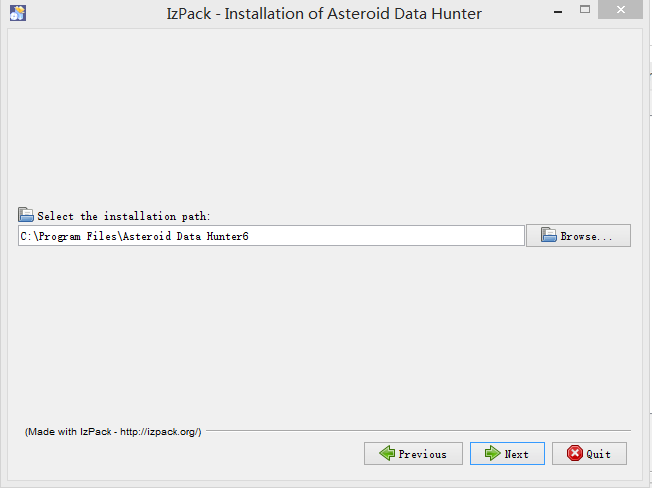 IzPack - Installation of Asteroid Data Hunter
Select the installation path:
C:\Program Files\Asteroid Data Hunter6
Browse...
(Made with IzPack - http://izpack.org/)
Previous
Next
Quit